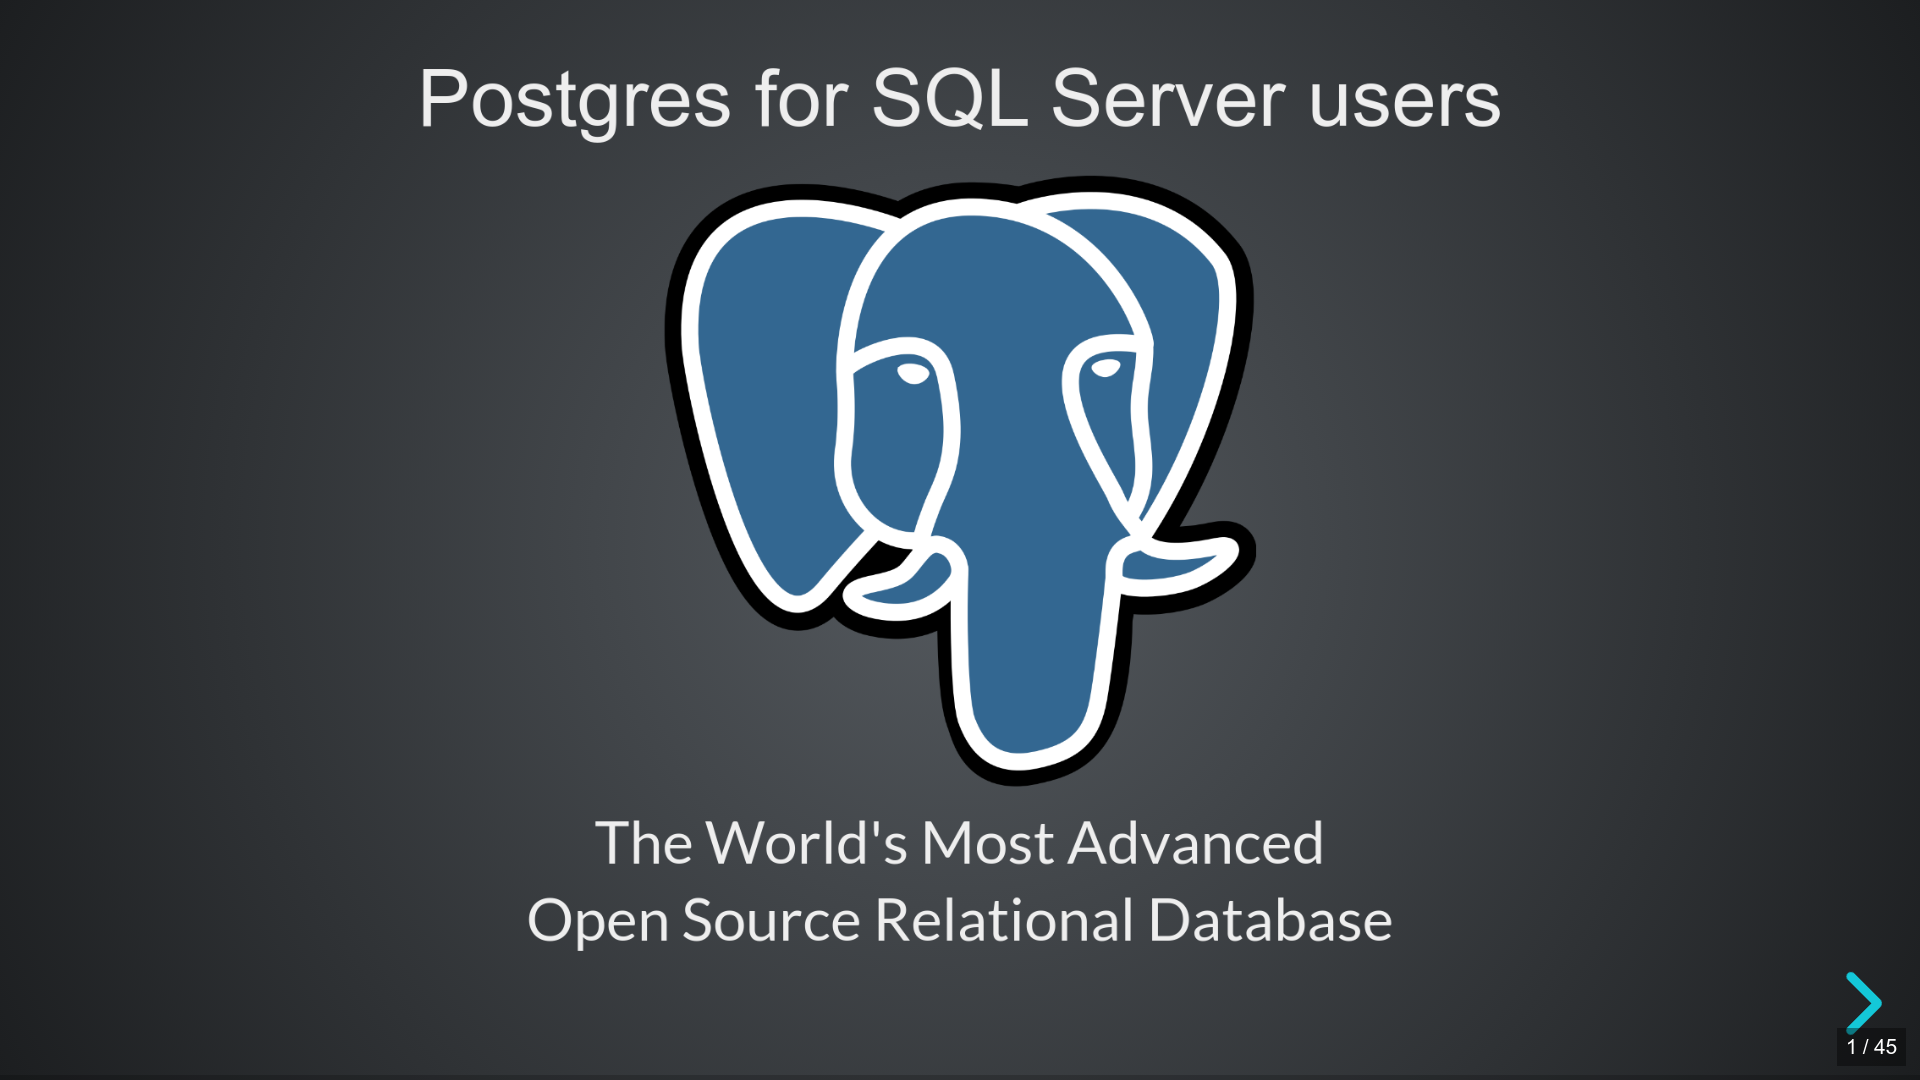 Postgres for SQL Server users
The World's Most Advanced
Open Source Relational Database
1 / 45